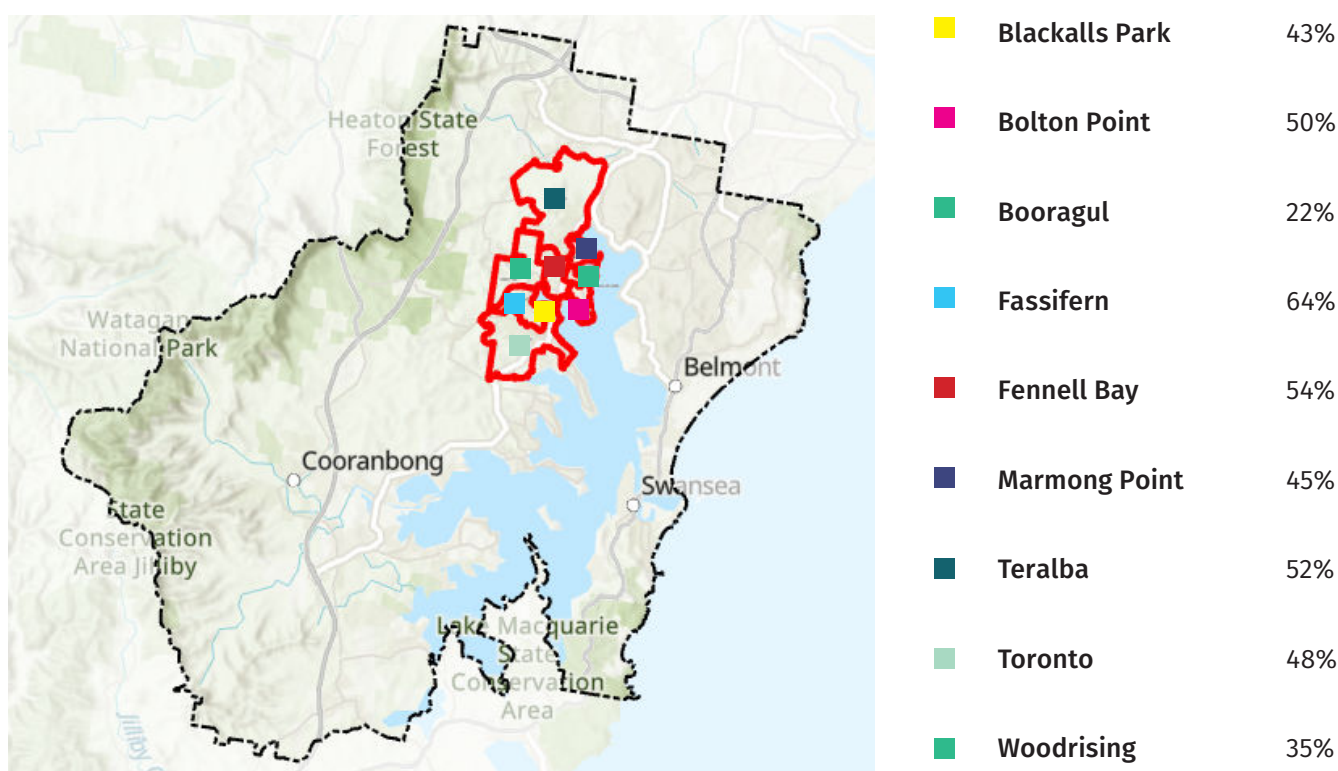 Heaton State
Forest
Watagan
National Park
Belmont
Cooranbong
Swansea
State
Conservation
Area Jilliby
Lake Macquarie
State
Conservation
Area
Jilliby
Blackalls Park 43%
Bolton Point 50%
Booragul 22%
Fassifern 64%
Fennell Bay 54%
Marmong Point 45%
Teralba 52%
Toronto 48%
Woodrising 35%